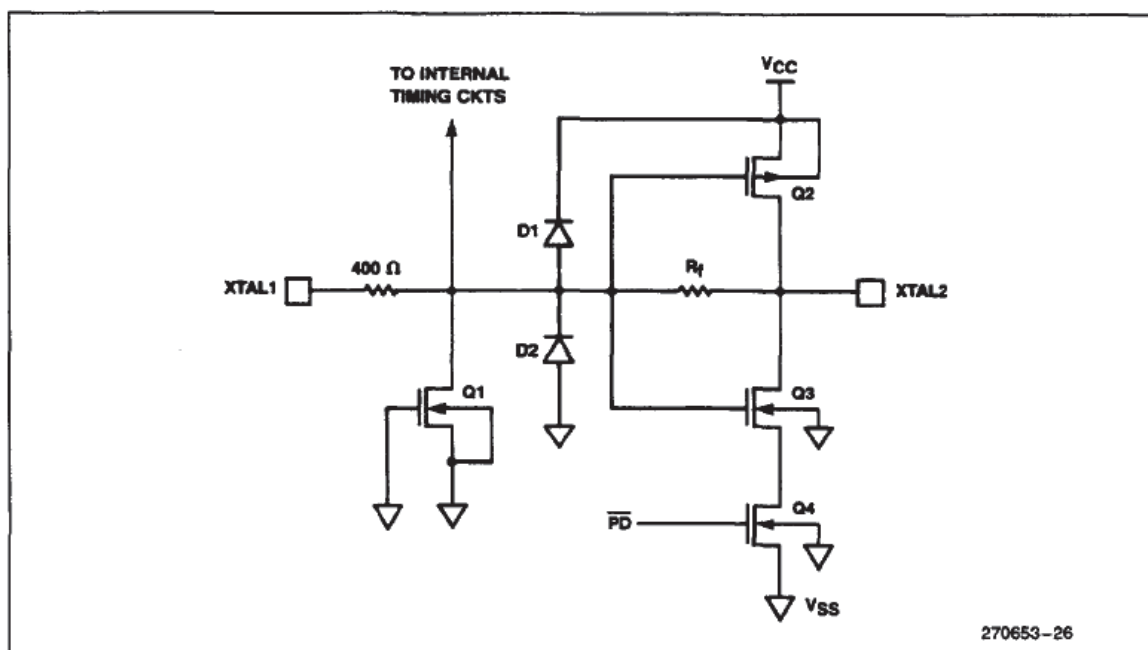 TO INTERNAL
TIMING CKTS
VCC
Q2
D1
400 Ω
Rf
XTAL1
XTAL2
D2
Q1
Q3
Q4
PD
VSS
270653-26